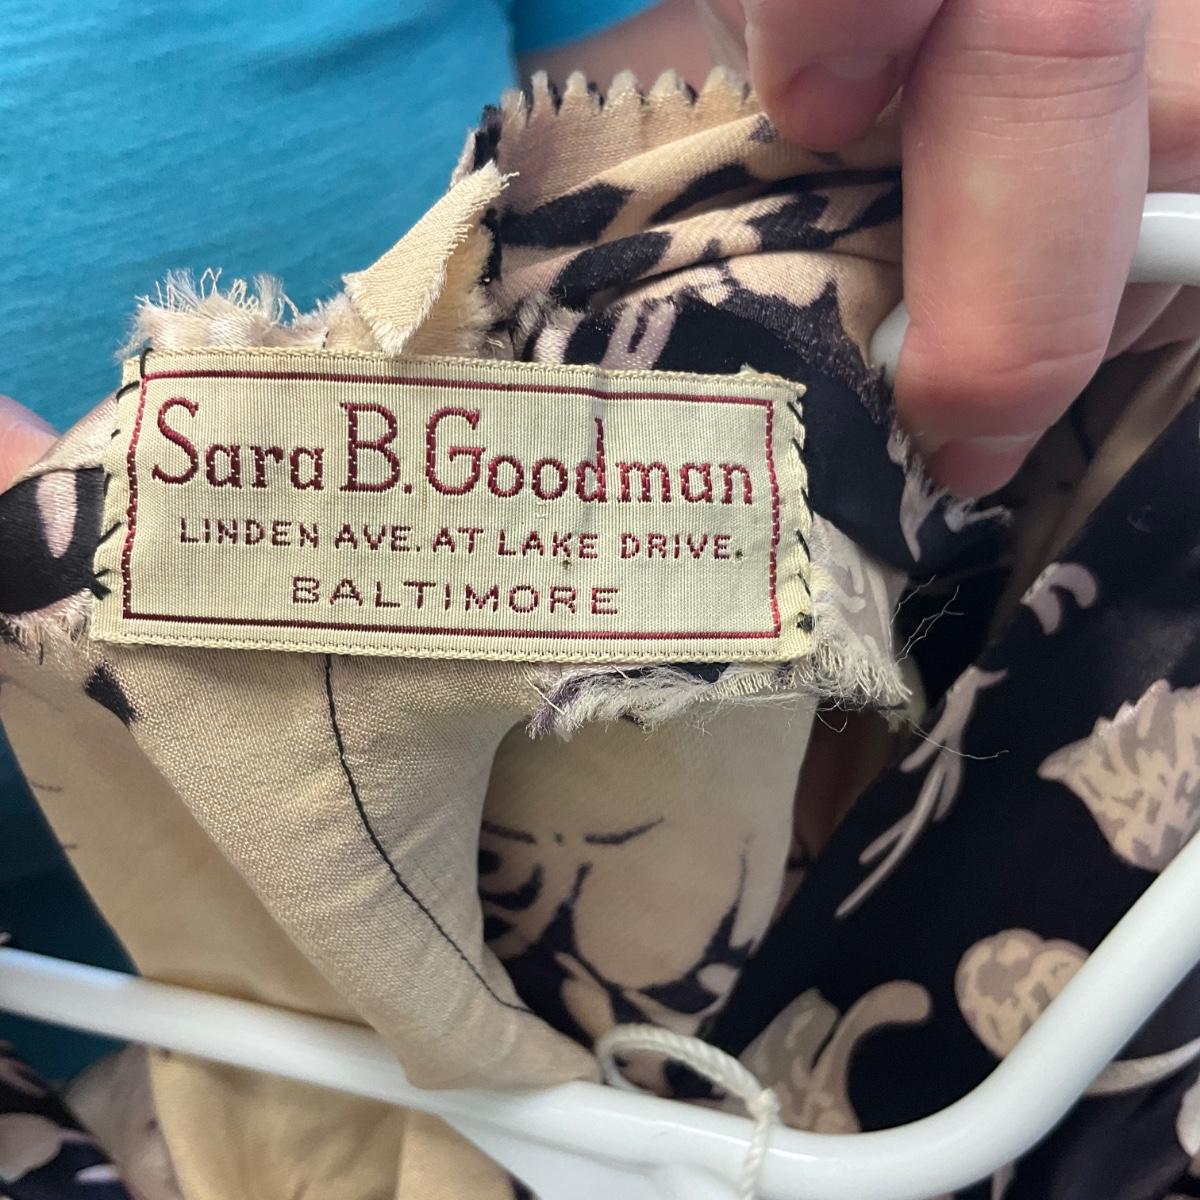 Sara B. Goodman
LINDEN AVE. AT LAKE DRIVE.
BALTIMORE